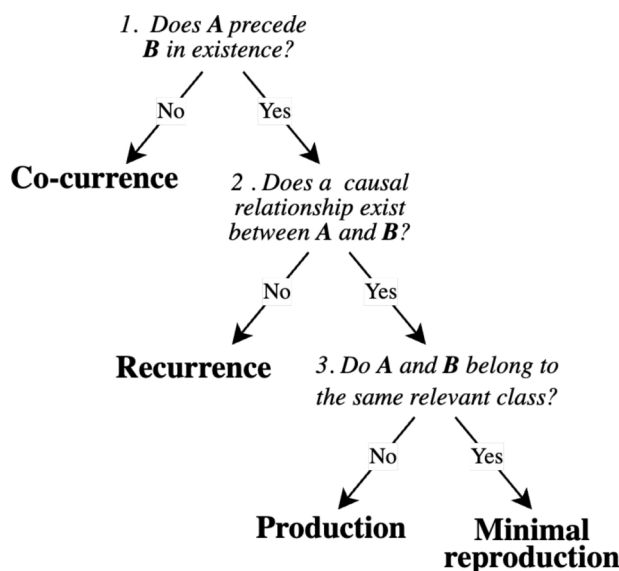 1. Does A precede
B in existence?
No
Yes
Co-currence
2 . Does a causal
relationship exist
between A and B?
No
Yes
Recurrence
3. Do A and B belong to
the same relevant class?
No
Yes
Production
Minimal
reproduction